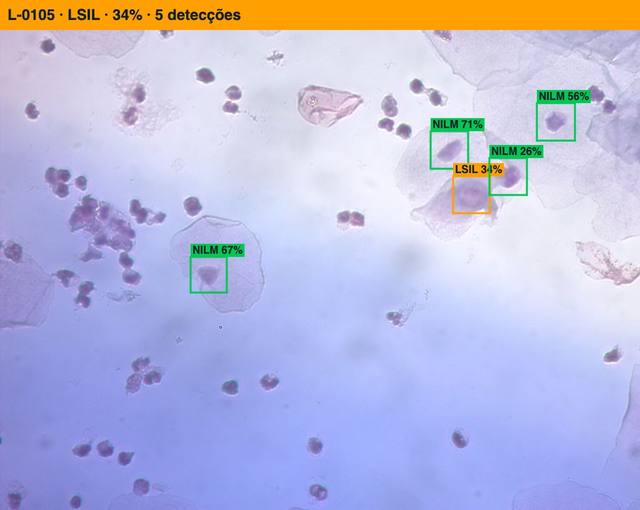 L-0105 · LSIL · 34% · 5 detecções
NILM 56%
NILM 71%
NILM 26%
LSIL 34%
NILM 67%